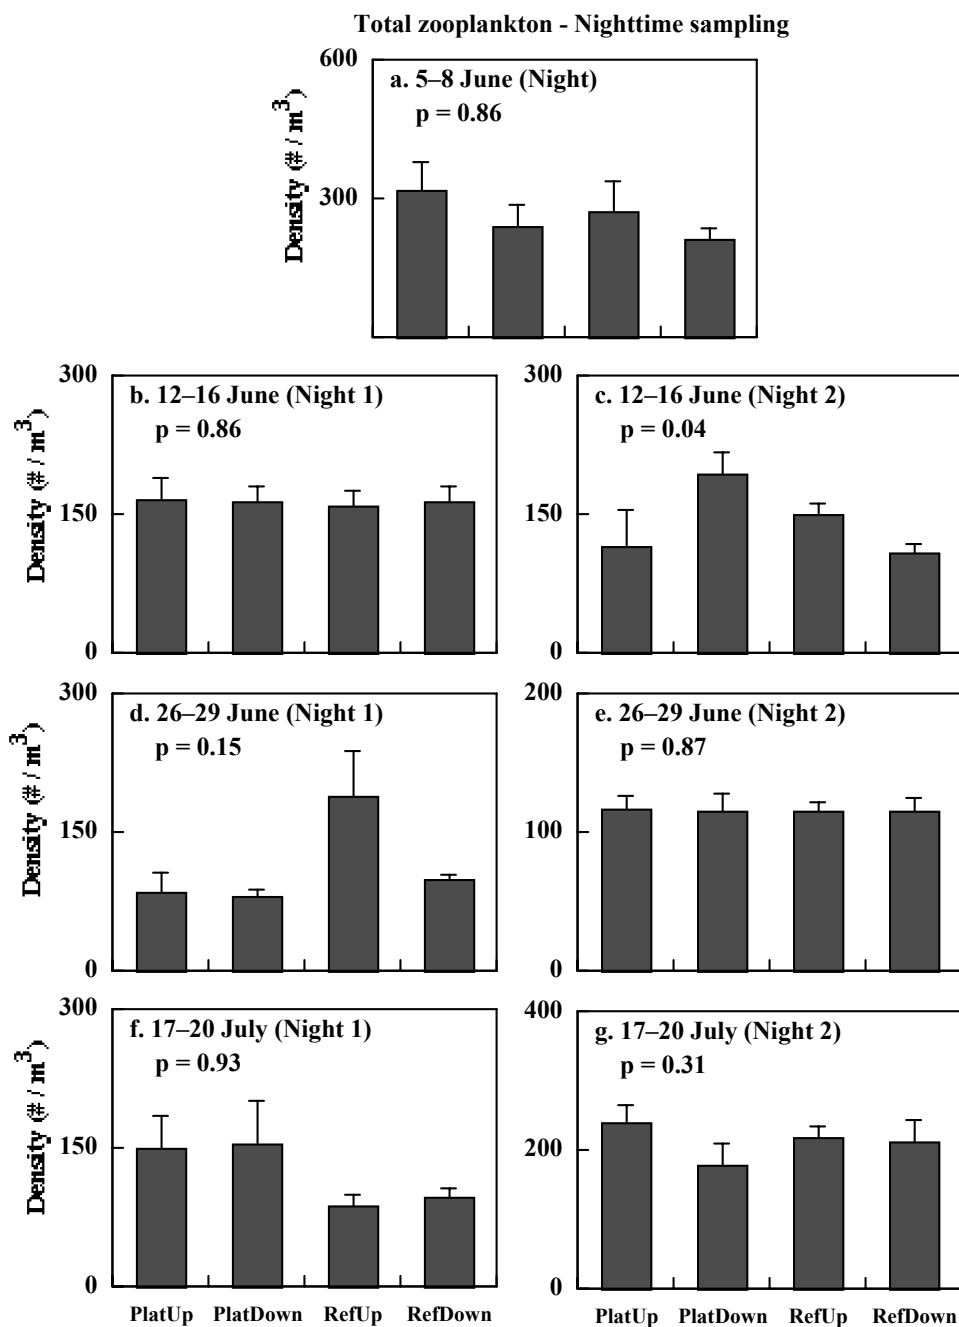 Total zooplankton - Nighttime sampling
600
a. 5–8 June (Night)
p = 0.86
Density (# / m³)
300
300
b. 12–16 June (Night 1)
p = 0.86
Density (# / m³)
150
0
300
c. 12–16 June (Night 2)
p = 0.04
150
0
300
d. 26–29 June (Night 1)
p = 0.15
Density (# / m³)
150
0
200
e. 26–29 June (Night 2)
p = 0.87
100
0
300
f. 17–20 July (Night 1)
p = 0.93
Density (# / m³)
150
0
400
g. 17–20 July (Night 2)
p = 0.31
200
0
PlatUp PlatDown RefUp RefDown
PlatUp PlatDown RefUp RefDown